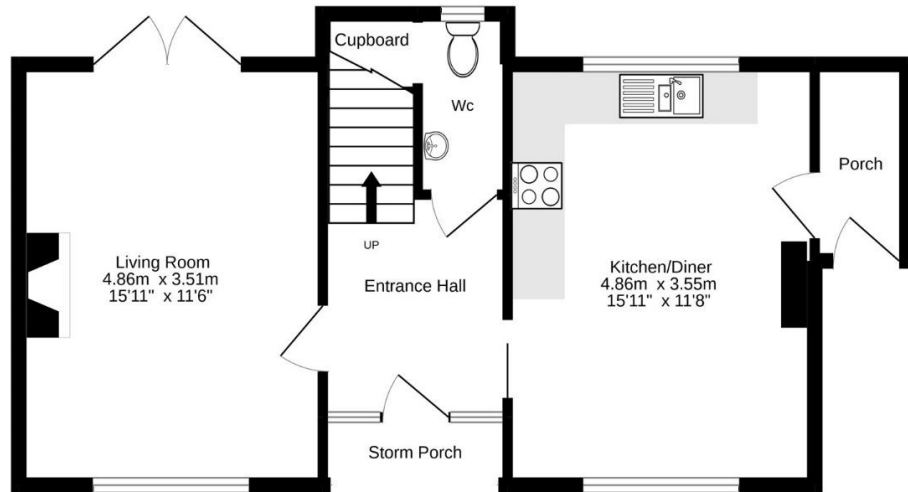 Cupboard
Wc
Porch
UP
Living Room
4.86m x 3.51m
15'11" x 11'6"
Entrance Hall
Kitchen/Diner
4.86m x 3.55m
15'11" x 11'8"
Storm Porch